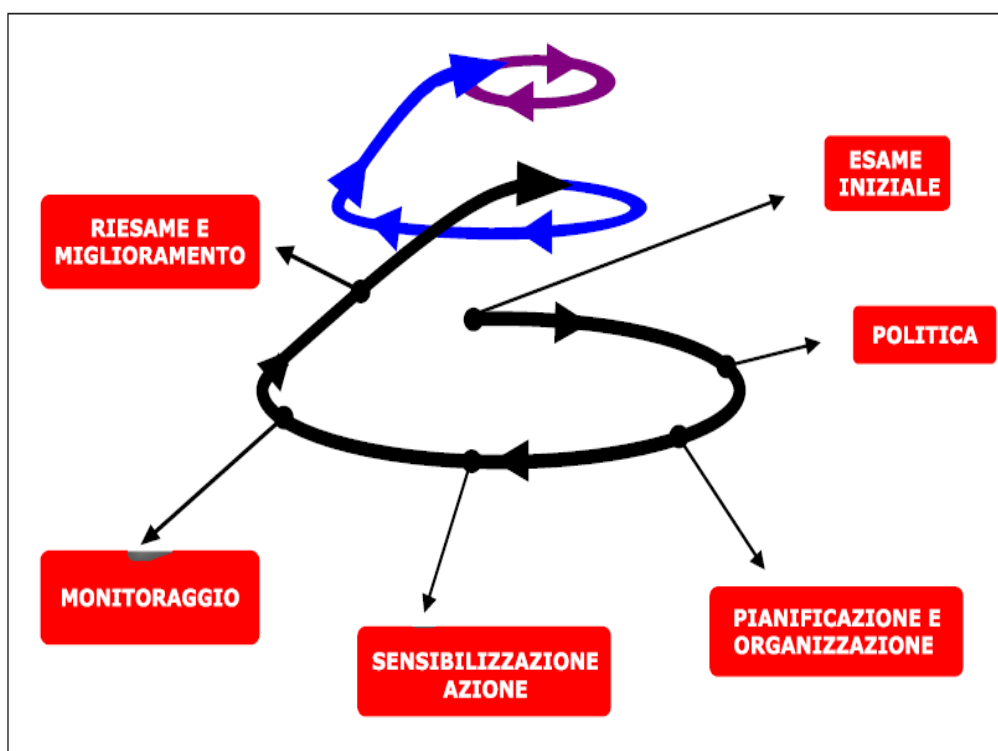 ESAME
INIZIALE
POLITICA
PIANIFICAZIONE E
ORGANIZZAZIONE
SENSIBILIZZAZIONE
AZIONE
MONITORAGGIO
RIESAME E
MIGLIORAMENTO